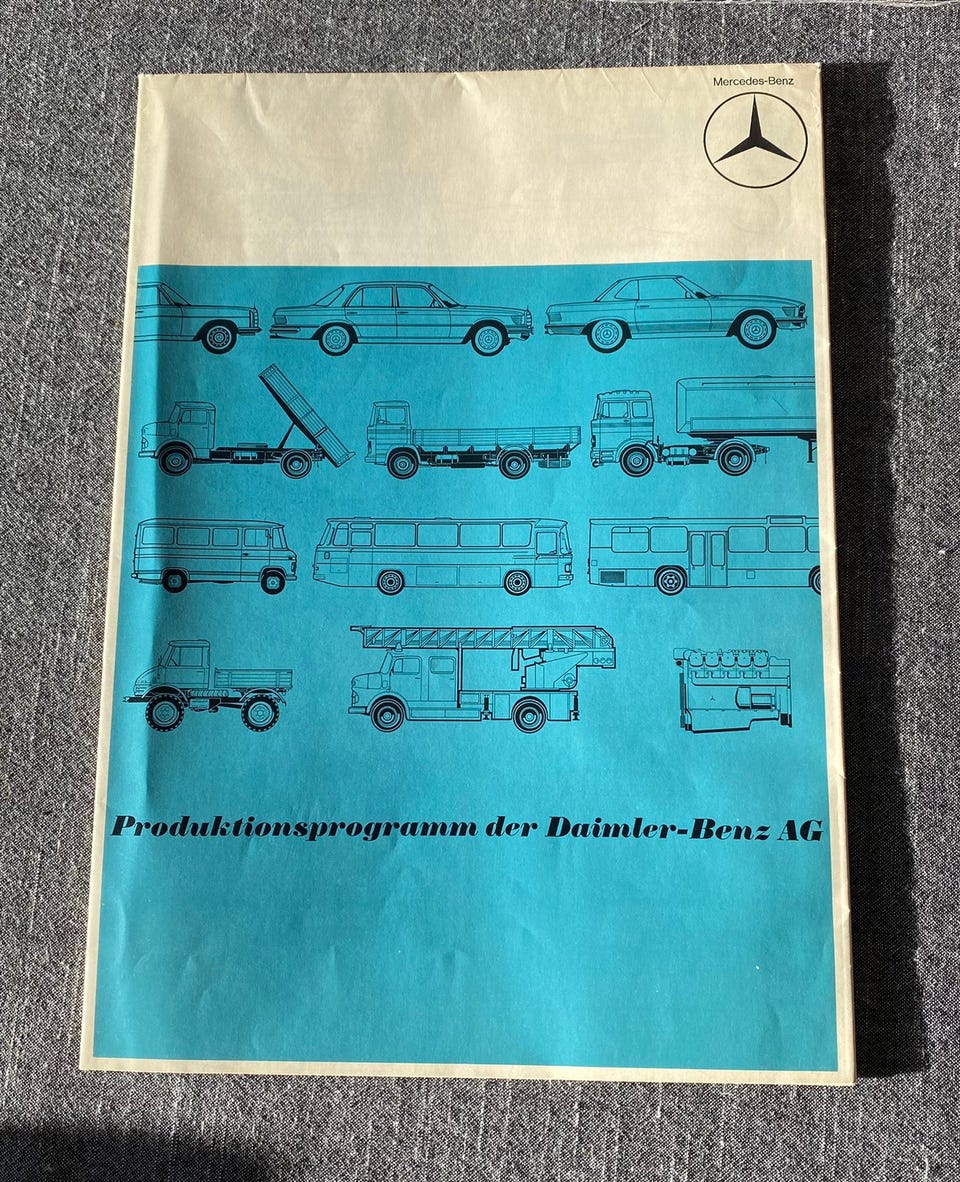 Mercedes-Benz
Produktionsprogramm der Daimler-Benz AG